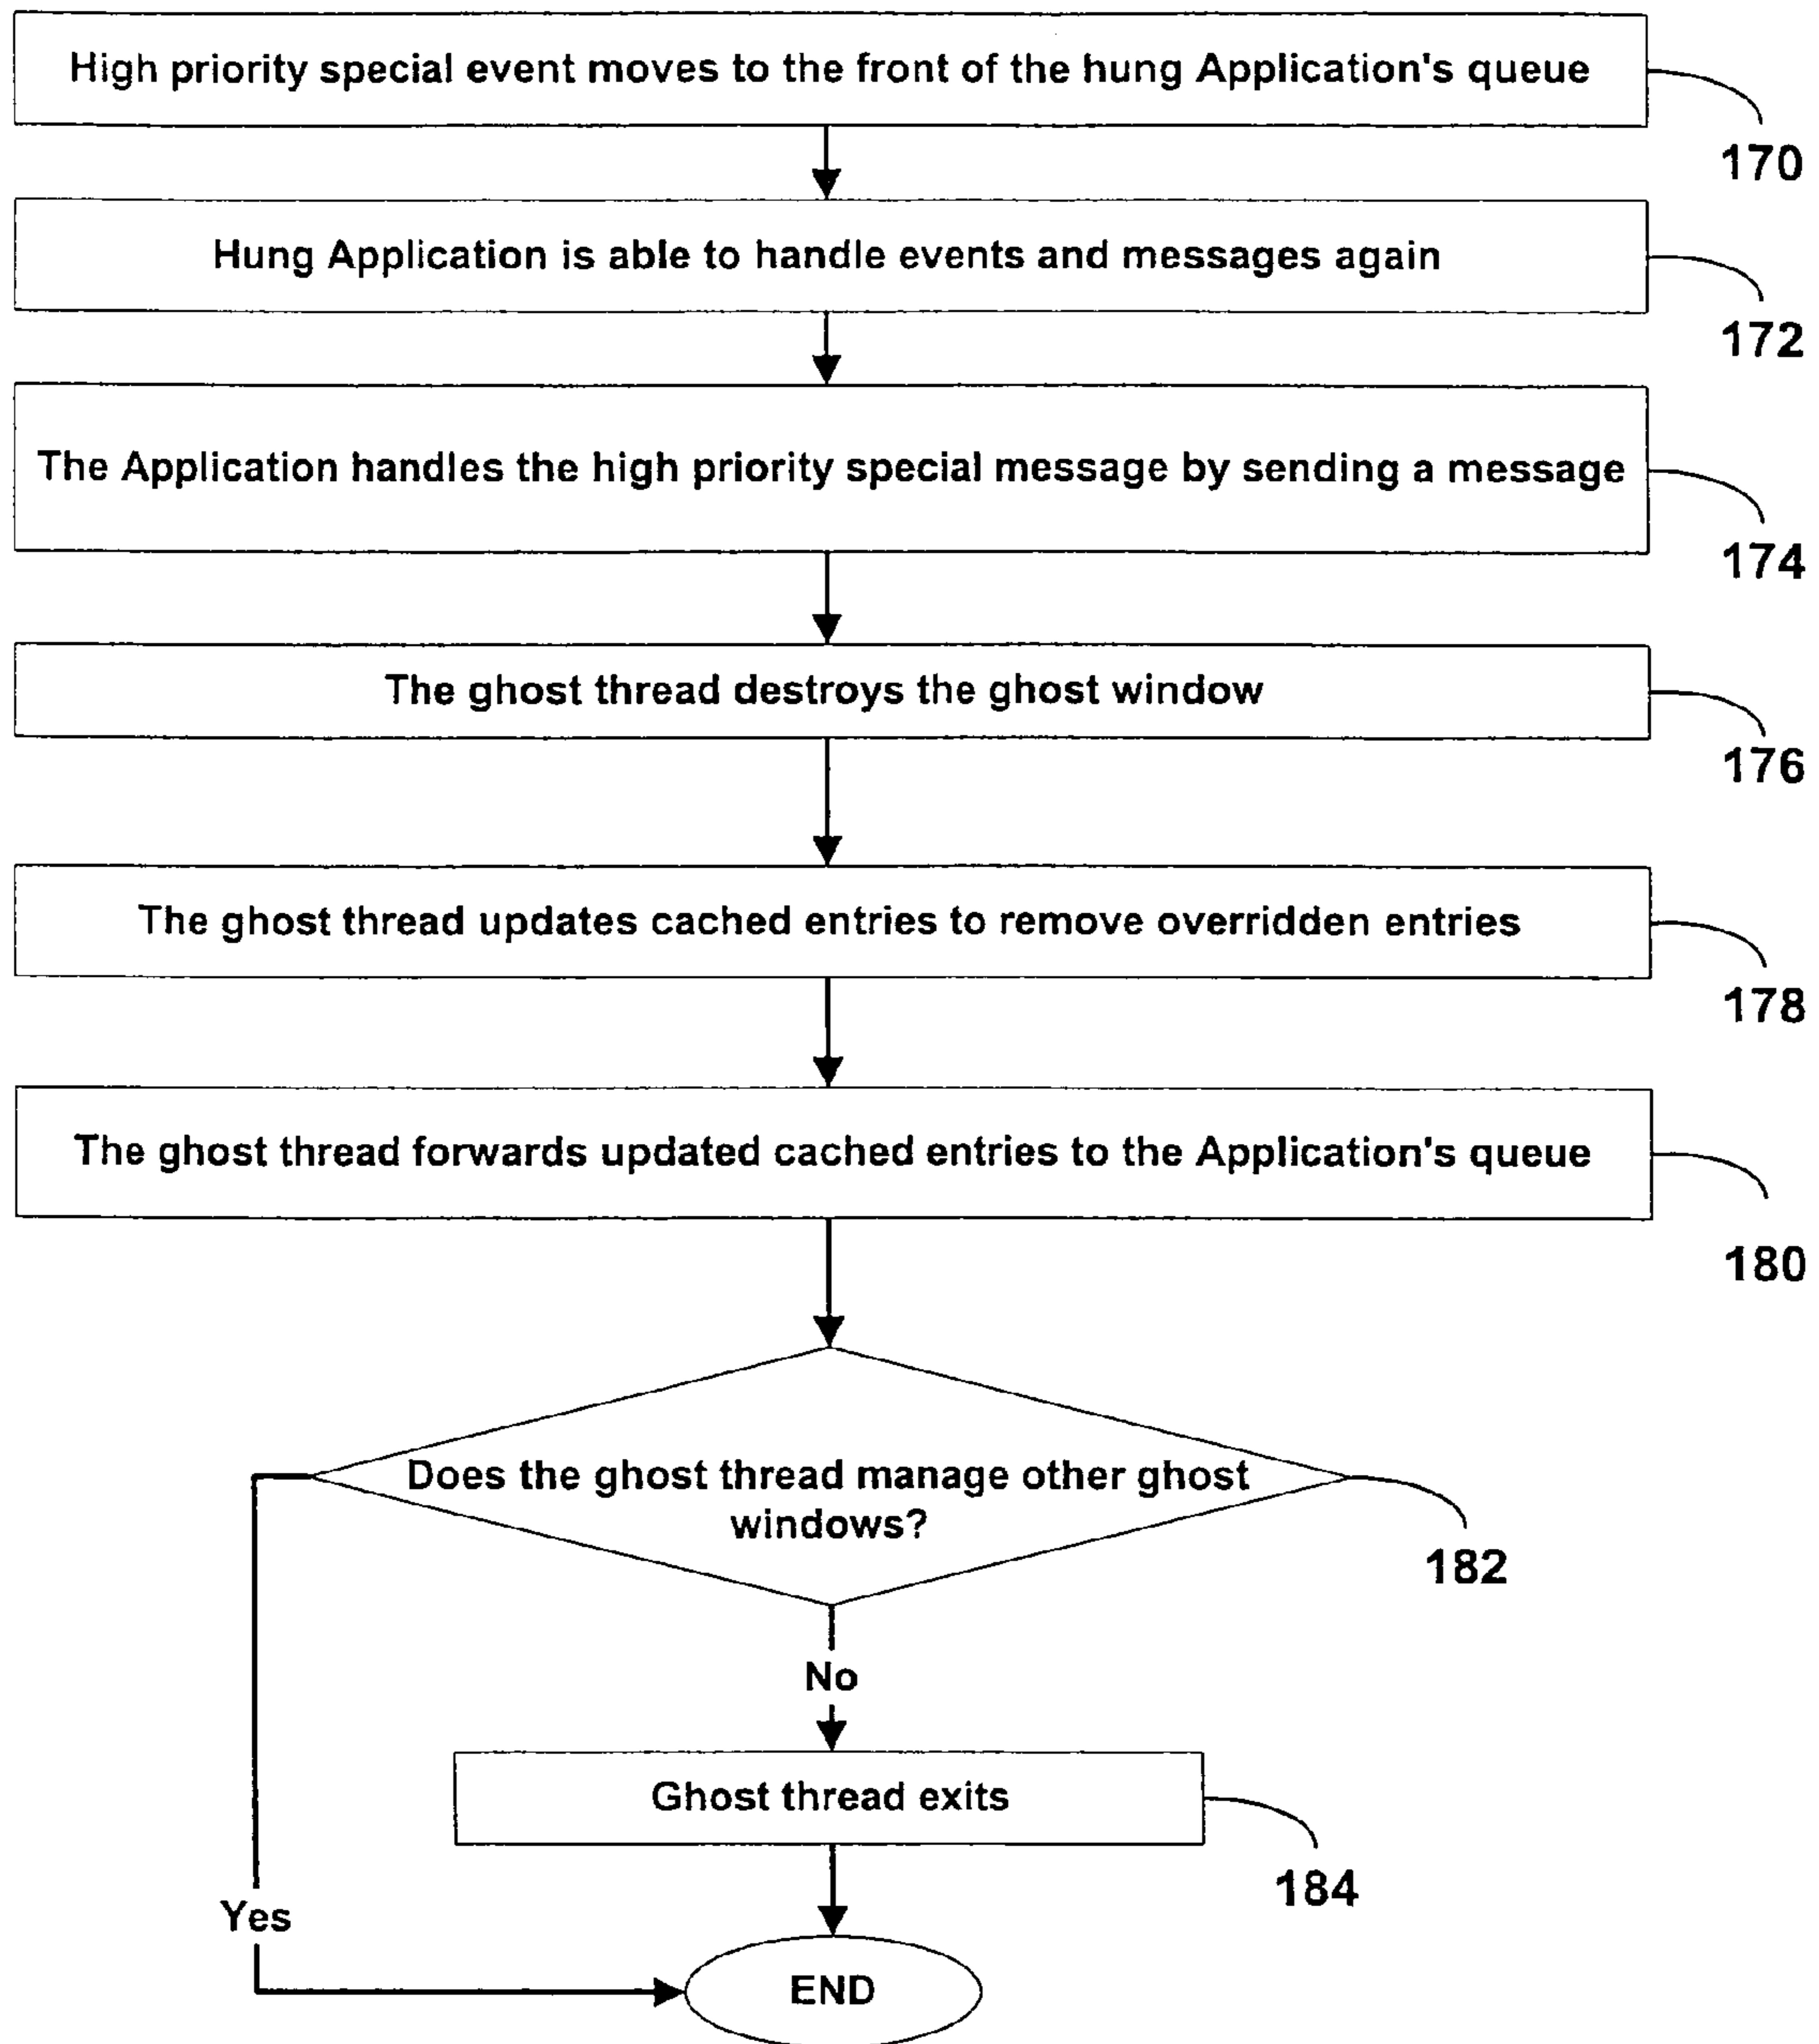 High priority special event moves to the front of the hung Application's queue
170
Hung Application is able to handle events and messages again
172
The Application handles the high priority special message by sending a message
174
The ghost thread destroys the ghost window
176
The ghost thread updates cached entries to remove overridden entries
178
The ghost thread forwards updated cached entries to the Application's queue
180
Does the ghost thread manage other ghost
windows?
182
No
Ghost thread exits
184
Yes
END